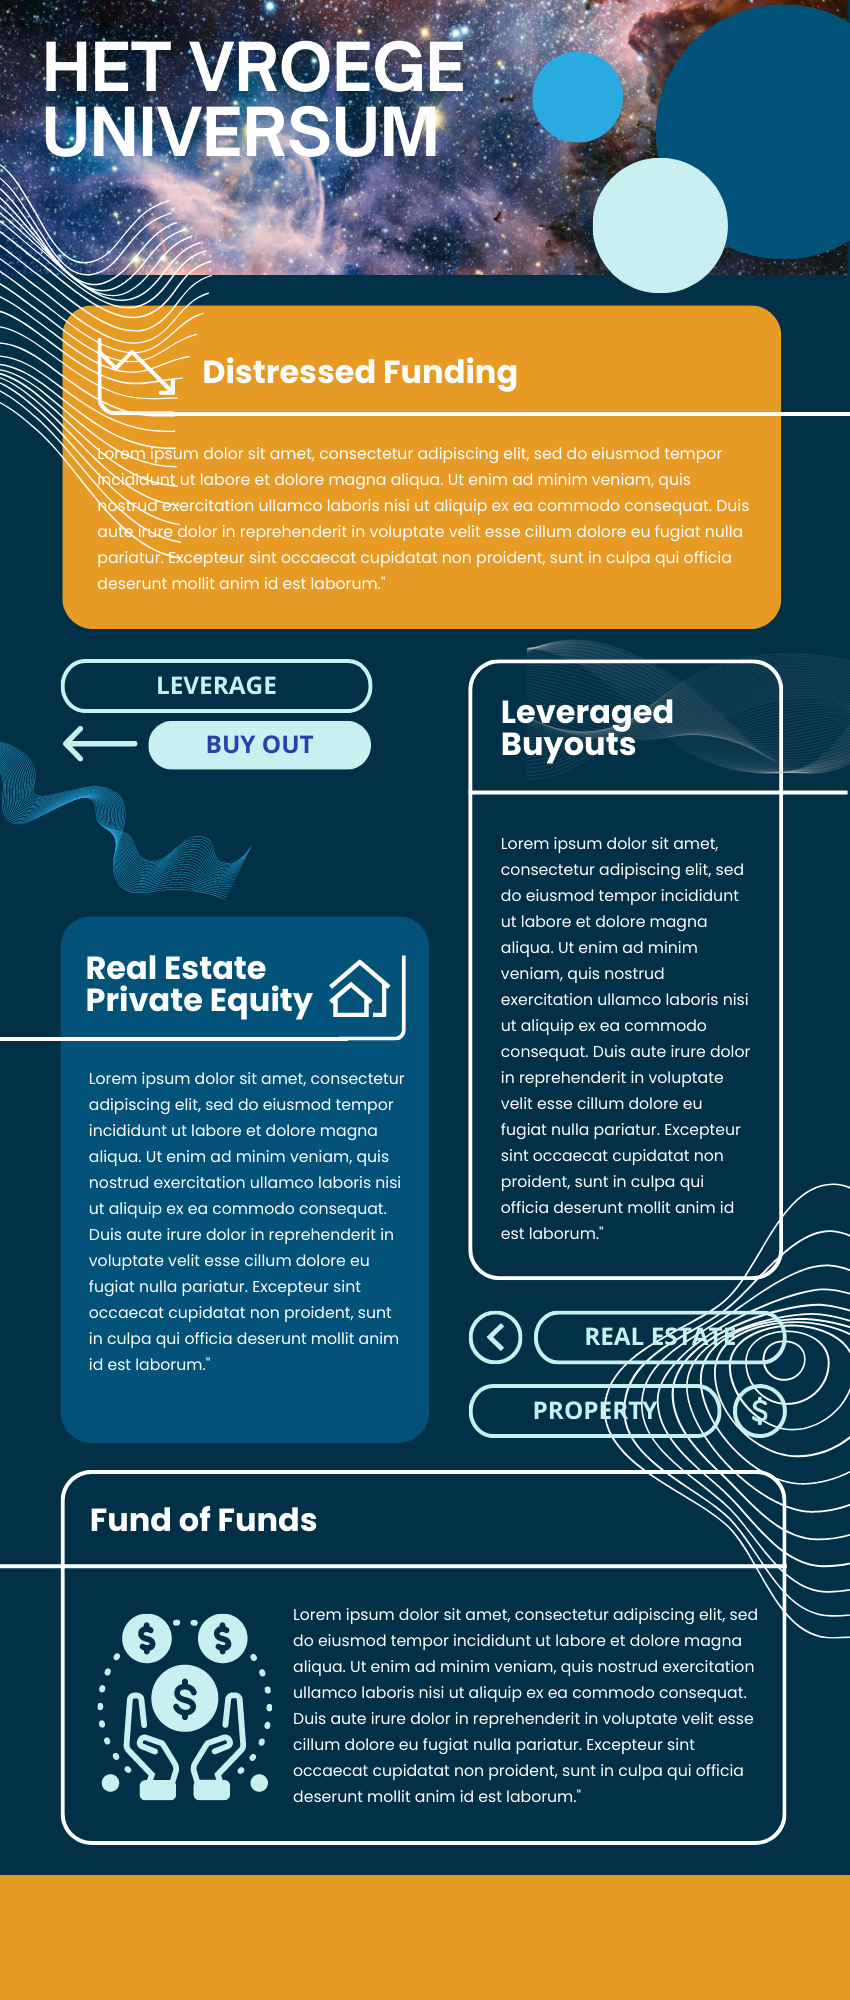 HET VROEGE
UNIVERSUM
Distressed Funding
Lorem ipsum dolor sit amet, consectetur adipiscing elit, sed do eiusmod tempor
incididunt ut labore et dolore magna aliqua. Ut enim ad minim veniam, quis
nostrud exercitation ullamco laboris nisi ut aliquip ex ea commodo consequat. Duis
aute irure dolor in reprehenderit in voluptate velit esse cillum dolore eu fugiat nulla
pariatur. Excepteur sint occaecat cupidatat non proident, sunt in culpa qui officia
deserunt mollit anim id est laborum."
LEVERAGE
BUY OUT
Leveraged
Buyouts
Lorem ipsum dolor sit amet,
consectetur adipiscing elit, sed
do eiusmod tempor incididunt
ut labore et dolore magna
aliqua. Ut enim ad minim
veniam, quis nostrud
exercitation ullamco laboris nisi
ut aliquip ex ea commodo
consequat. Duis aute irure dolor
in reprehenderit in voluptate
velit esse cillum dolore eu
fugiat nulla pariatur. Excepteur
sint occaecat cupidatat non
proident, sunt in culpa qui
officia deserunt mollit anim id
est laborum."
Real Estate
Private Equity
Lorem ipsum dolor sit amet, consectetur
adipiscing elit, sed do eiusmod tempor
incididunt ut labore et dolore magna
aliqua. Ut enim ad minim veniam, quis
nostrud exercitation ullamco laboris nisi
ut aliquip ex ea commodo consequat.
Duis aute irure dolor in reprehenderit in
voluptate velit esse cillum dolore eu
fugiat nulla pariatur. Excepteur sint
occaecat cupidatat non proident, sunt
in culpa qui officia deserunt mollit anim
id est laborum."
REAL ESTATE
PROPERTY
$
Fund of Funds
$ $
$
Lorem ipsum dolor sit amet, consectetur adipiscing elit, sed
do eiusmod tempor incididunt ut labore et dolore magna
aliqua. Ut enim ad minim veniam, quis nostrud exercitation
ullamco laboris nisi ut aliquip ex ea commodo consequat.
Duis aute irure dolor in reprehenderit in voluptate velit esse
cillum dolore eu fugiat nulla pariatur. Excepteur sint
occaecat cupidatat non proident, sunt in culpa qui officia
deserunt mollit anim id est laborum."